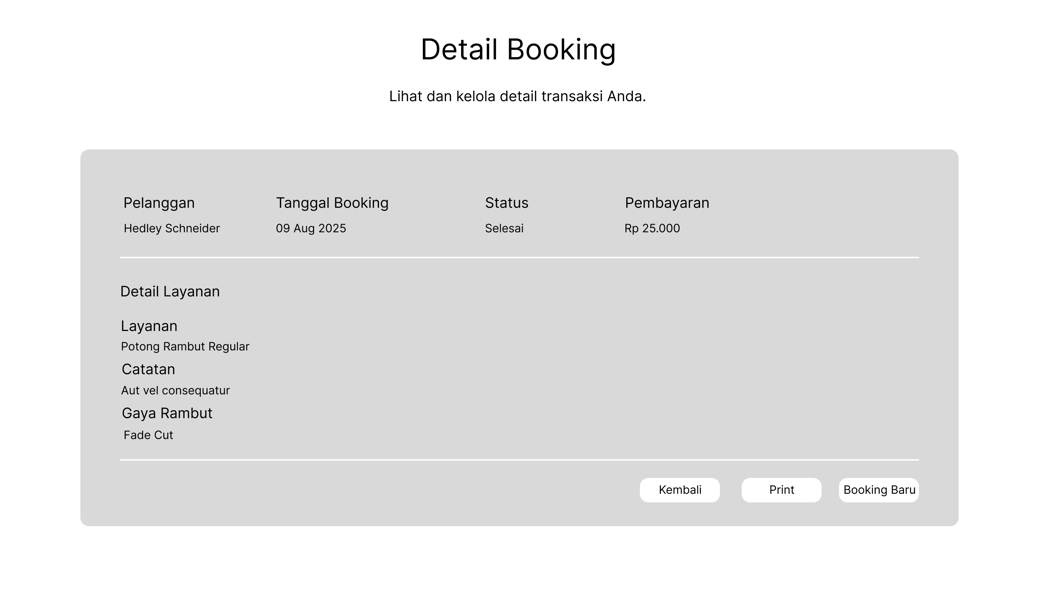 Detail Booking
Lihat dan kelola detail transaksi Anda.
Pelanggan Tanggal Booking Status Pembayaran
Hedley Schneider 09 Aug 2025 Selesai Rp 25.000
Detail Layanan
Layanan
Potong Rambut Regular
Catatan
Aut vel consequatur
Gaya Rambut
Fade Cut
Kembali Print Booking Baru